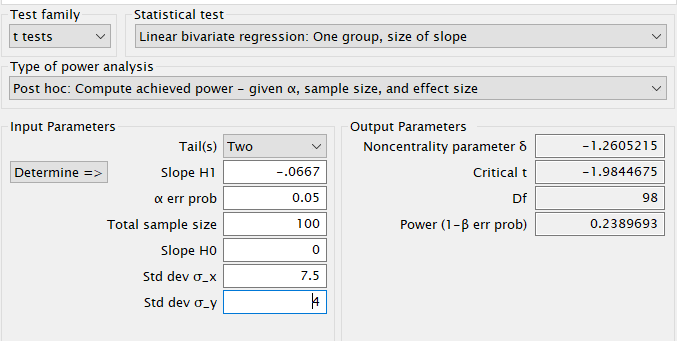 Test family
Statistical test
t tests
Linear bivariate regression: One group, size of slope
Type of power analysis
Post hoc: Compute achieved power – given α, sample size, and effect size
Input Parameters
Output Parameters
Tail(s) Two
Noncentrality parameter δ -1.2605215
Determine =>
Slope H1 -.0667
Critical t -1.9844675
α err prob 0.05
Df 98
Total sample size 100
Power (1-β err prob) 0.2389693
Slope H0 0
Std dev σ_x 7.5
Std dev σ_y 4